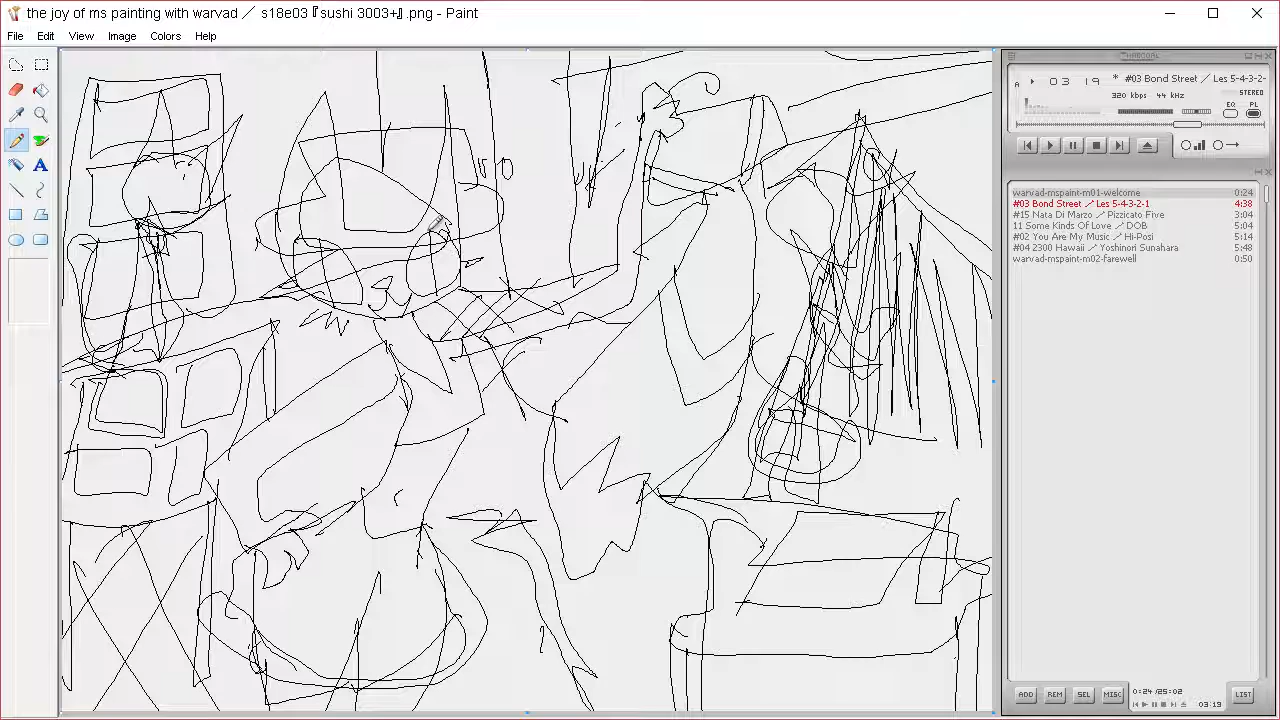 the joy of ms painting with warvad ／ s18e03『sushi 3003+』.png - Paint
File Edit View Image Colors Help
A
03 19 * #03 Bond Street ／ Les 5-4-3-2-
320 kbps 44 kHz STEREO
EQ PL
warvad-mspaint-m01-welcome 0:24
#03 Bond Street ／ Les 5-4-3-2-1 4:38
#15 Nata Di Marzo ／ Pizzicato Five 3:04
11 Some Kinds Of Love ／ DOB 5:04
#02 You Are My Music ／ Hi-Posi 5:14
#04 2300 Hawaii ／ Yoshinori Sunahara 5:48
warvad-mspaint-m02-farewell 0:50
ADD REM SEL MISC 0:24 /25:02 03:19 LIST